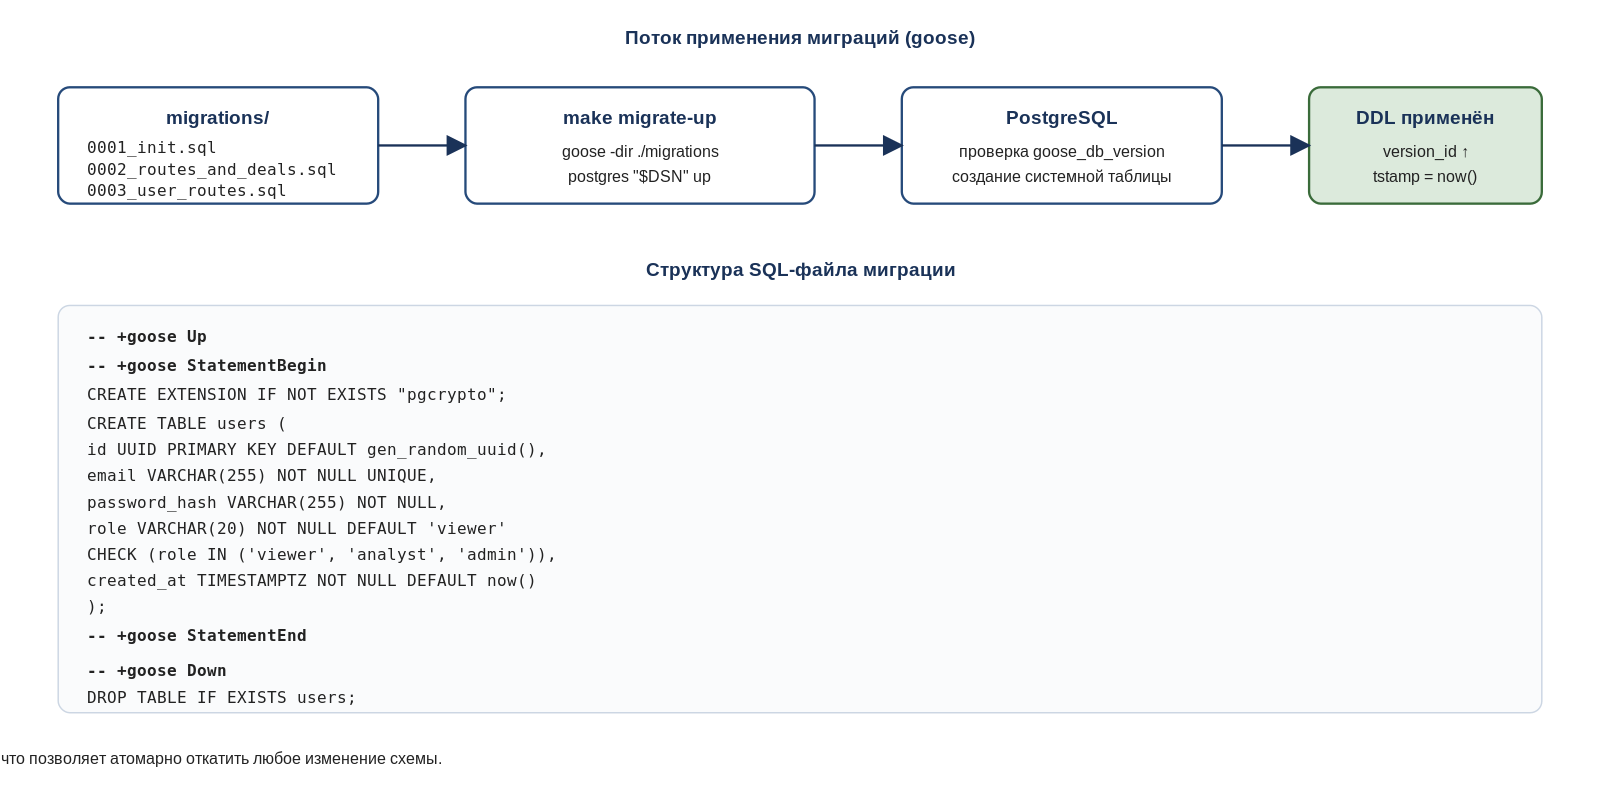 Поток применения миграций (goose)
migrations/
0001_init.sql
0002_routes_and_deals.sql
0003_user_routes.sql
make migrate-up
goose -dir ./migrations
postgres "$DSN" up
PostgreSQL
проверка goose_db_version
создание системной таблицы
DDL применён
version_id ↑
tstamp = now()
Структура SQL-файла миграции
-- +goose Up
-- +goose StatementBegin
CREATE EXTENSION IF NOT EXISTS "pgcrypto";
CREATE TABLE users (
id UUID PRIMARY KEY DEFAULT gen_random_uuid(),
email VARCHAR(255) NOT NULL UNIQUE,
password_hash VARCHAR(255) NOT NULL,
role VARCHAR(20) NOT NULL DEFAULT 'viewer'
CHECK (role IN ('viewer', 'analyst', 'admin')),
created_at TIMESTAMPTZ NOT NULL DEFAULT now()
);
-- +goose StatementEnd
-- +goose Down
DROP TABLE IF EXISTS users;
что позволяет атомарно откатить любое изменение схемы.